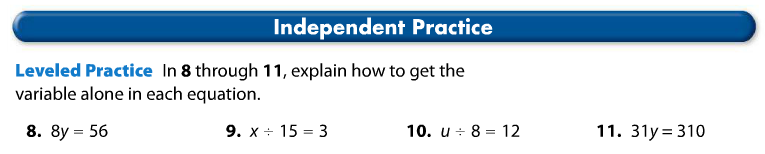 Independent Practice
Leveled Practice In 8 through 11, explain how to get the
variable alone in each equation.
8. 8y = 56 9. x ÷ 15 = 3 10. u ÷ 8 = 12 11. 31y = 310